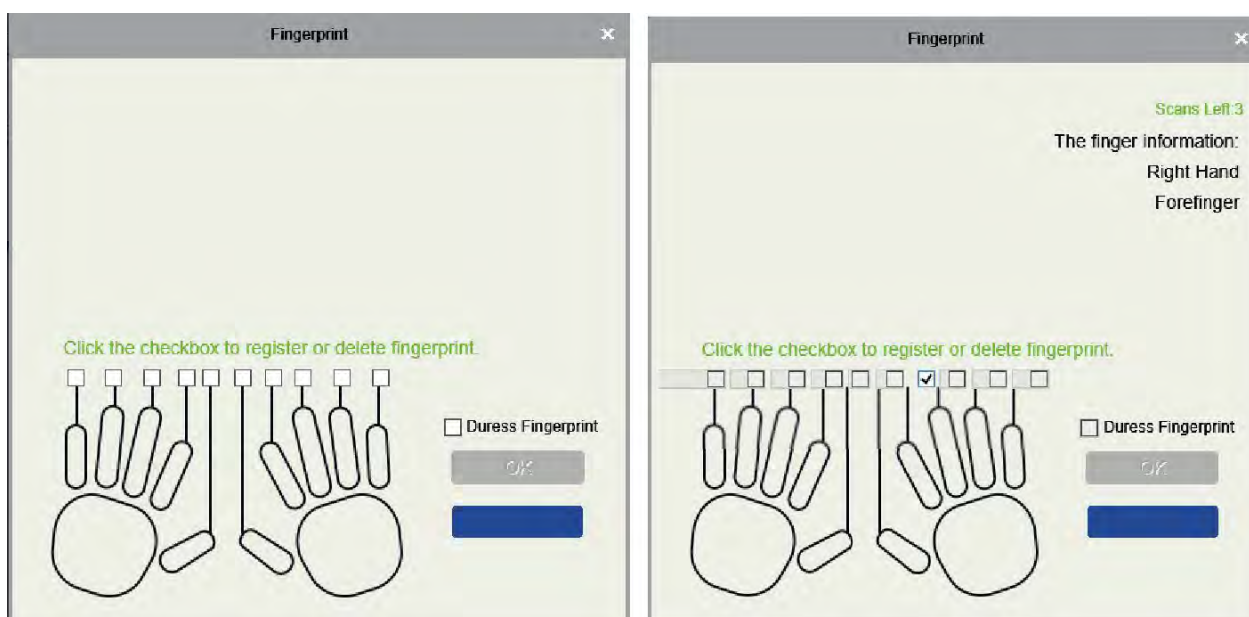 Fingerprint
Click the checkbox to register or delete fingerprint.
Duress Fingerprint
OK
Fingerprint
Scans Left:3
The finger information:
Right Hand
Forefinger
Click the checkbox to register or delete fingerprint.
Duress Fingerprint
OK